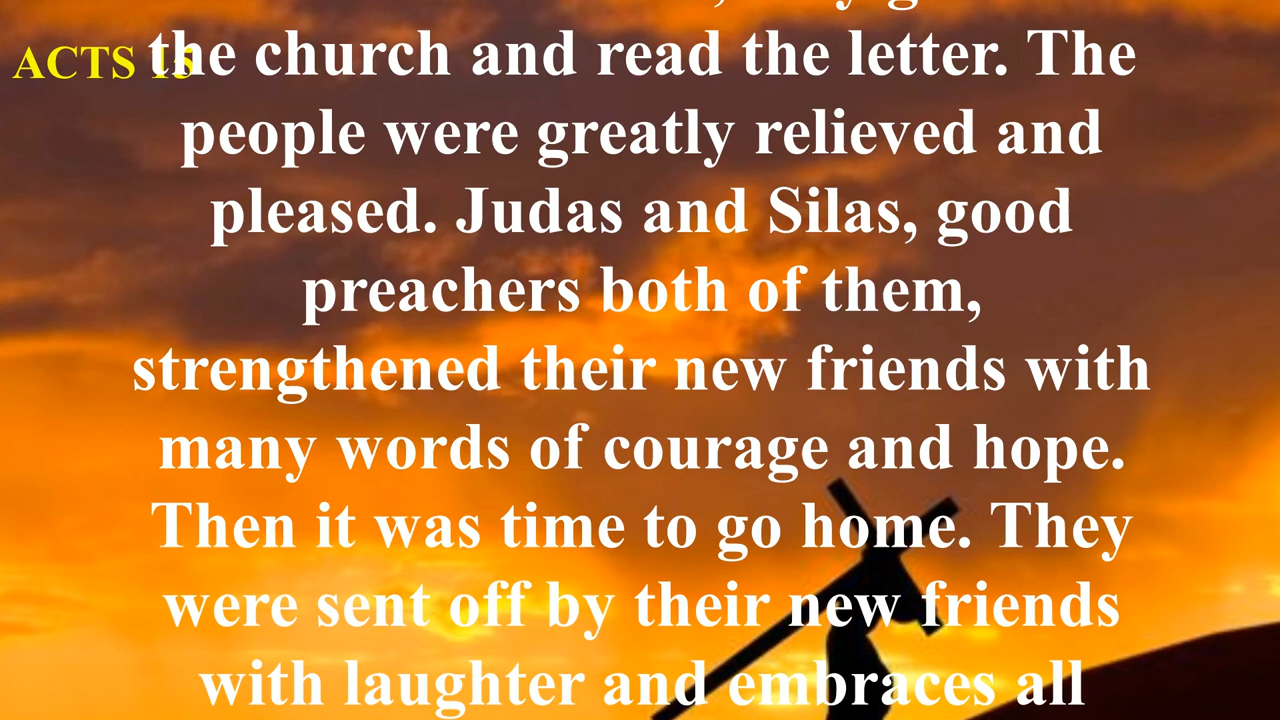 ACTS 15
the church and read the letter. The
people were greatly relieved and
pleased. Judas and Silas, good
preachers both of them,
strengthened their new friends with
many words of courage and hope.
Then it was time to go home. They
were sent off by their new friends
with laughter and embraces all